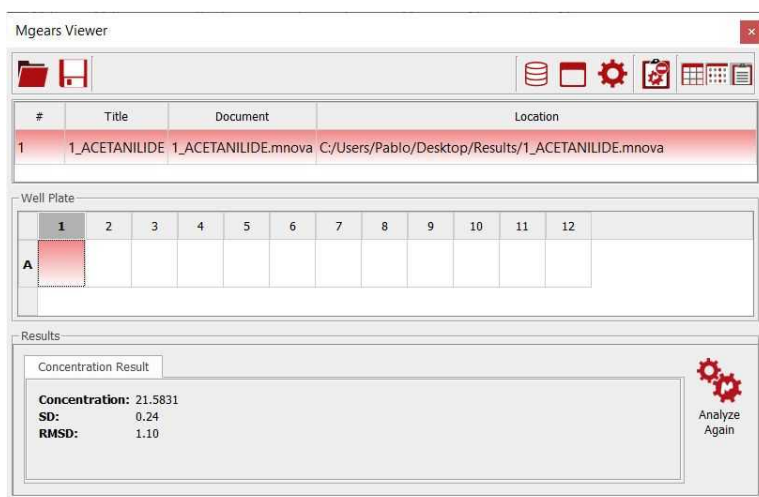 Mgears Viewer
# Title Document Location
1 1_ACETANILIDE 1_ACETANILIDE.mnova C:/Users/Pablo/Desktop/Results/1_ACETANILIDE.mnova
Well Plate
1 2 3 4 5 6 7 8 9 10 11 12
A
Results
Concentration Result
Concentration: 21.5831
SD: 0.24
RMSD: 1.10
Analyze
Again